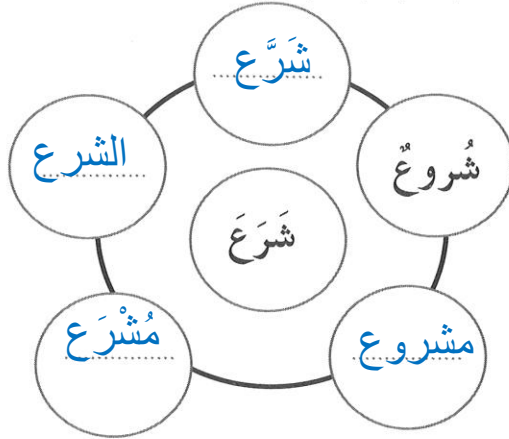 شَرَّع
شُروعٌ
الشرع
شَرَعَ
مُشْرَع
مشروع